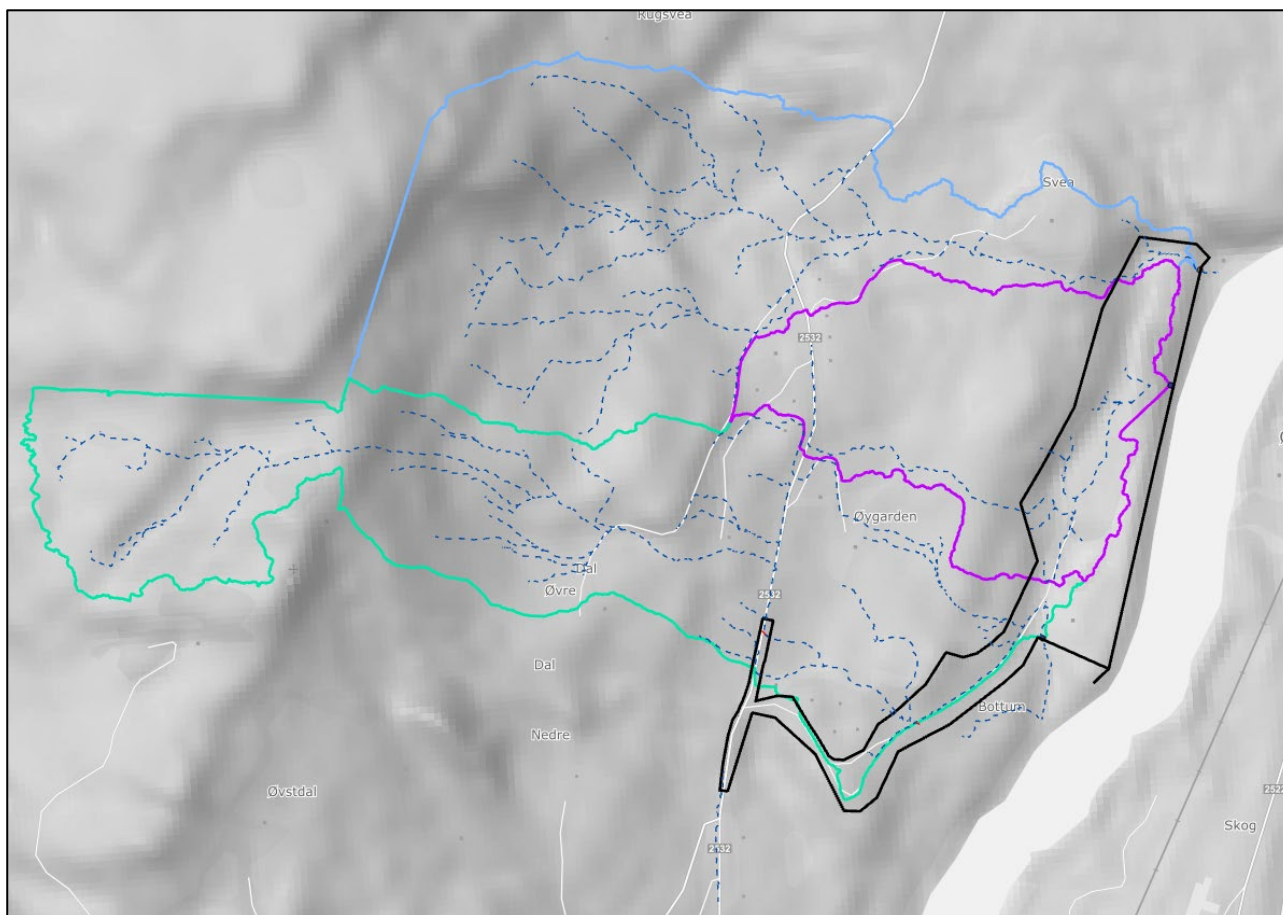 Rugsvea
Svea
2532
Øygarden
Dal
Øvre
2532
Dal
Bottum
Nedre
Øvstdal
Skog
2532